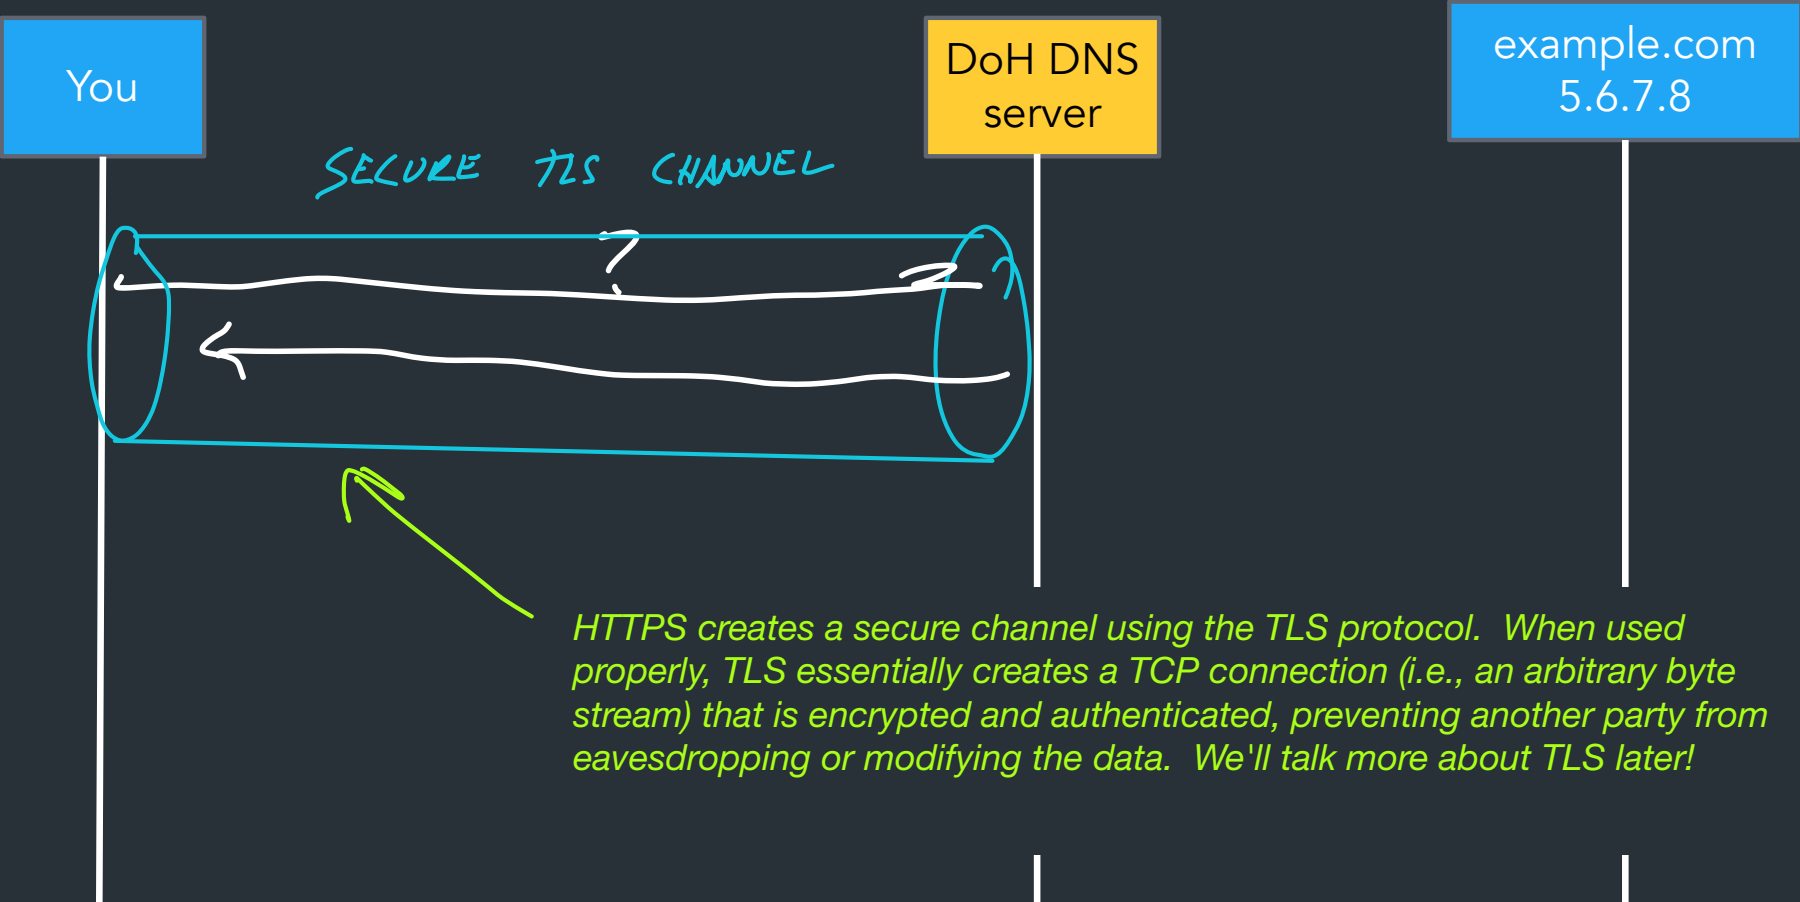 You
DoH DNS
server
example.com
5.6.7.8
SECURE TLS CHANNEL
?
HTTPS creates a secure channel using the TLS protocol. When used
properly, TLS essentially creates a TCP connection (i.e., an arbitrary byte
stream) that is encrypted and authenticated, preventing another party from
eavesdropping or modifying the data. We'll talk more about TLS later!